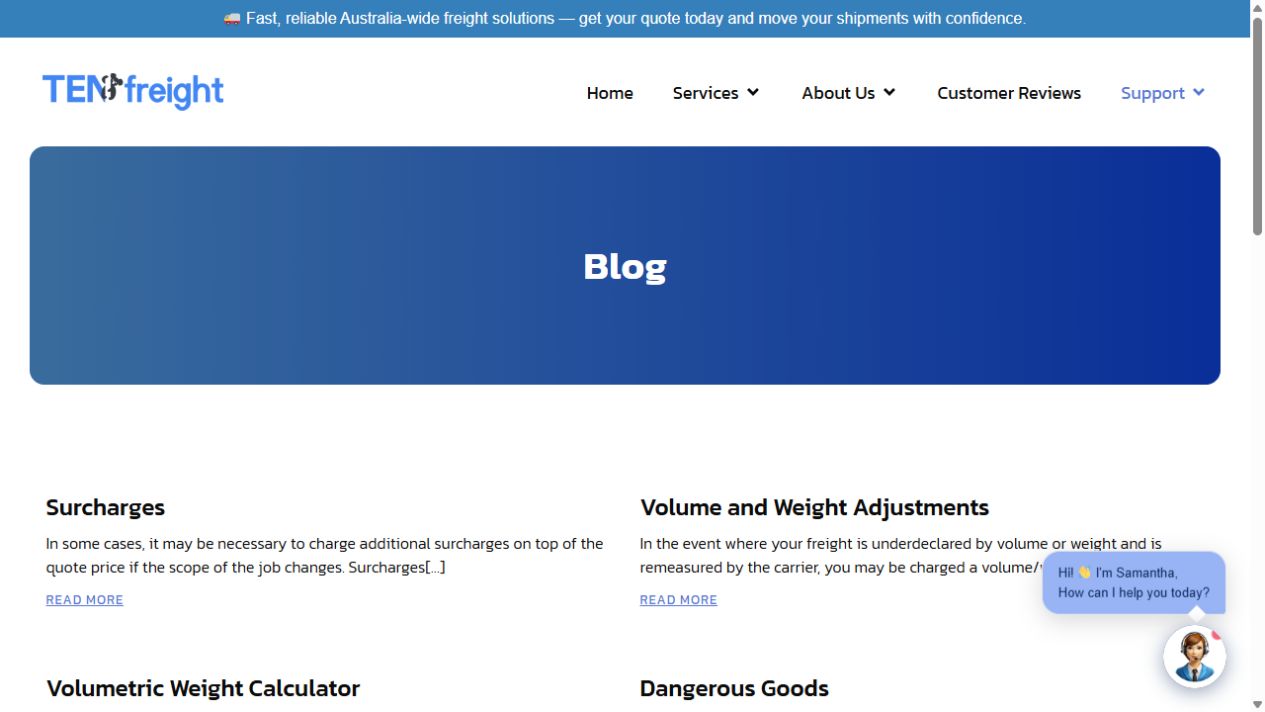 🚚 Fast, reliable Australia-wide freight solutions — get your quote today and move your shipments with confidence.
TEN freight
Home Services About Us Customer Reviews Support
Blog
Surcharges
In some cases, it may be necessary to charge additional surcharges on top of the
quote price if the scope of the job changes. Surcharges[...]
READ MORE
Volume and Weight Adjustments
In the event where your freight is underdeclared by volume or weight and is
remeasured by the carrier, you may be charged a volume/
READ MORE
Hi! 👋 I'm Samantha,
How can I help you today?
Volumetric Weight Calculator
Dangerous Goods